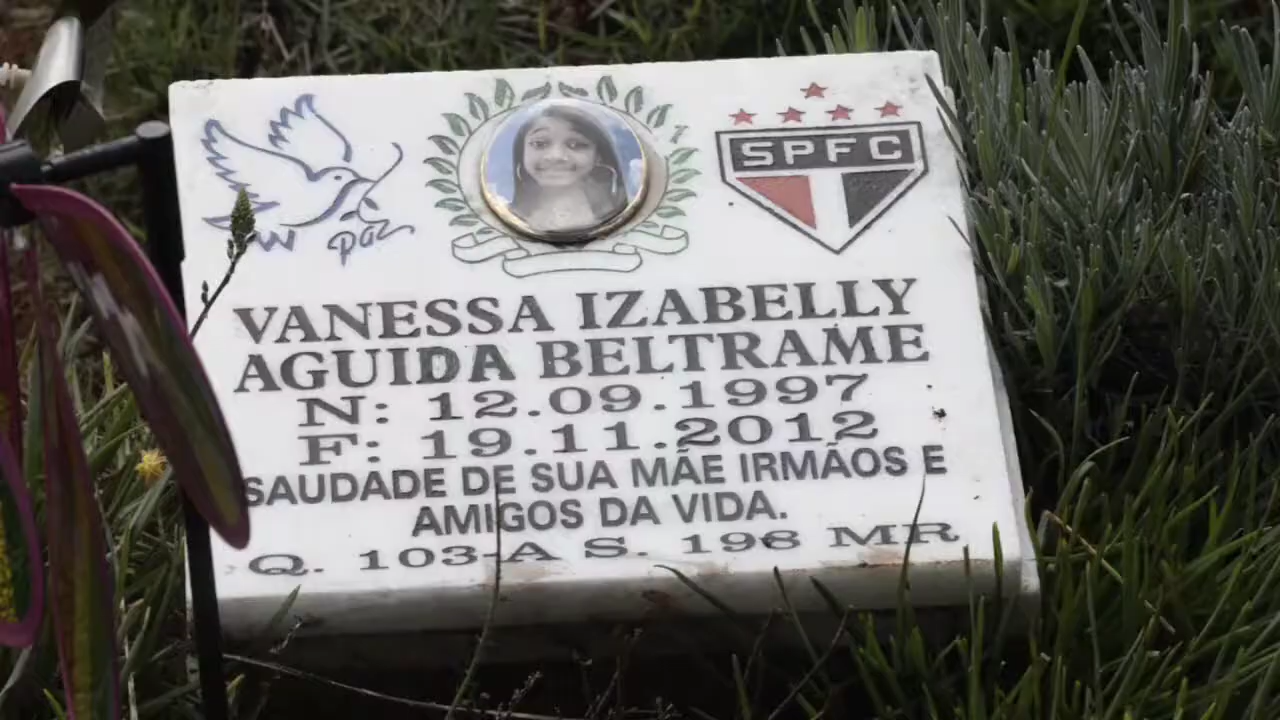 Paz
SPFC
VANESSA IZABELLY
AGUIDA BELTRAME
N: 12.09.1997
F: 19.11.2012
SAUDADE DE SUA MÃE IRMÃOS E
AMIGOS DA VIDA.
Q. 103-A S. 198 MR